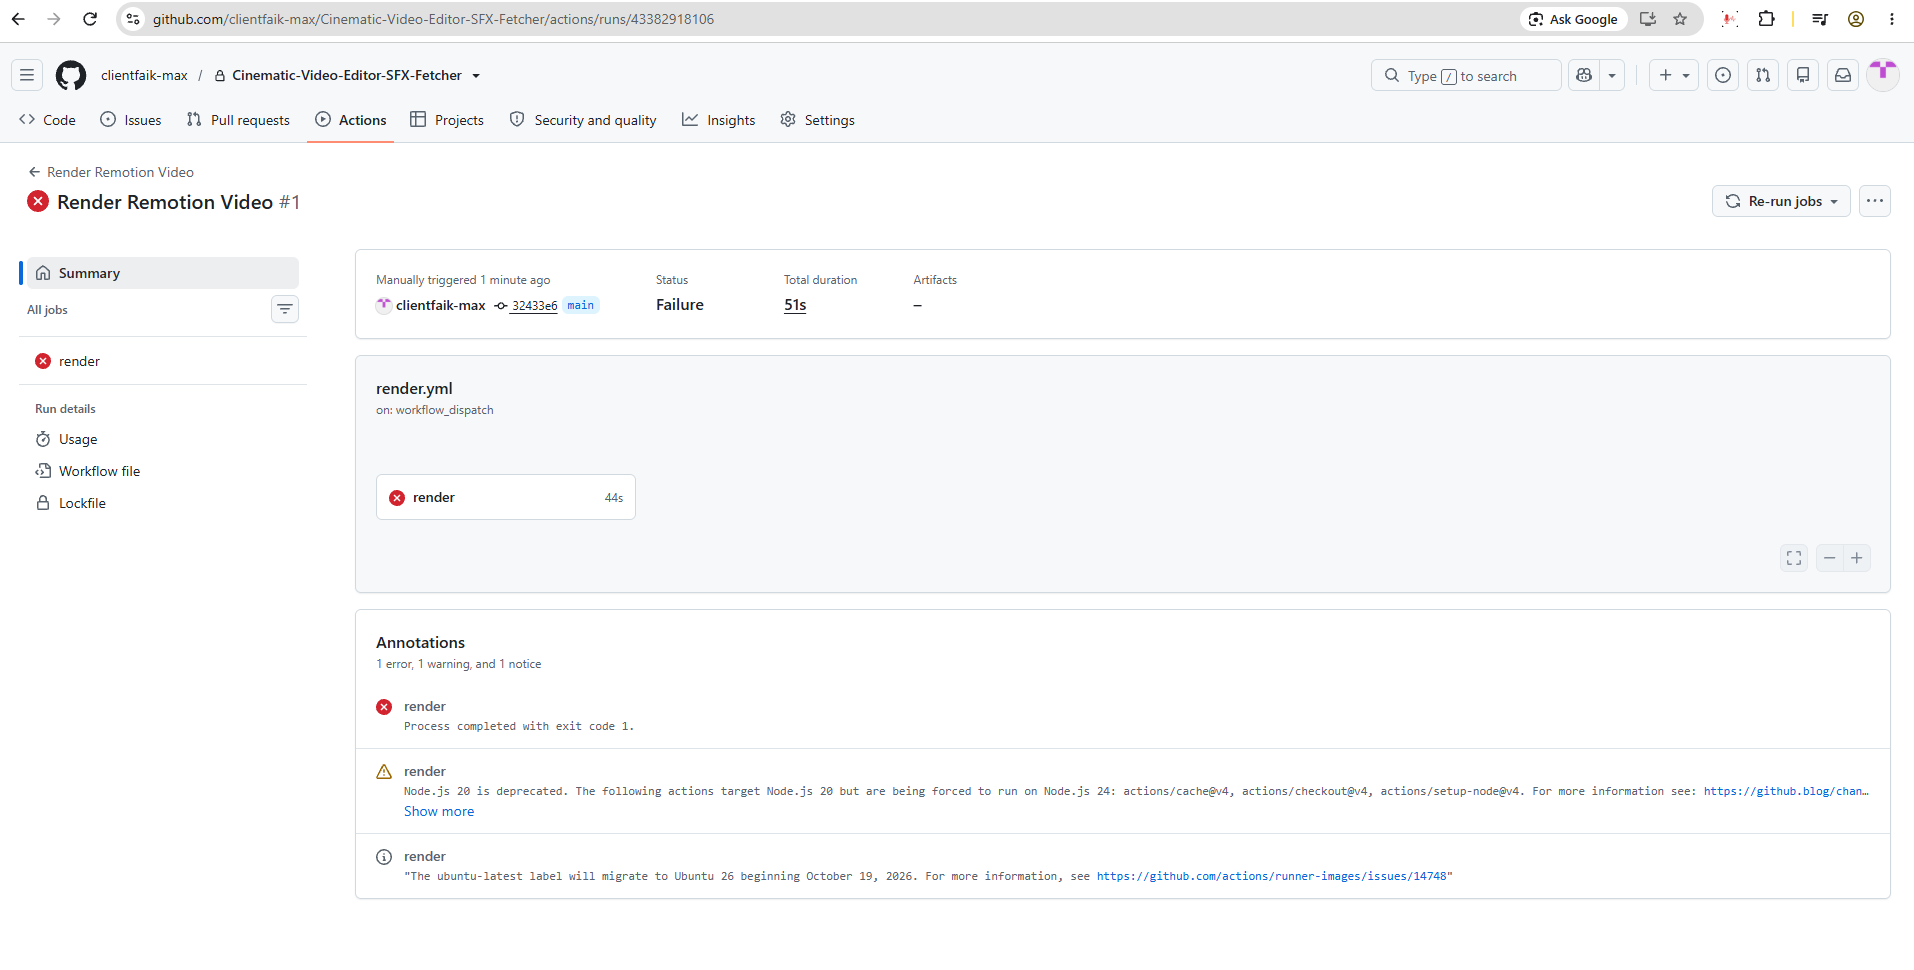 github.com/clientfaik-max/Cinematic-Video-Editor-SFX-Fetcher/actions/runs/43382918106
Ask Google
clientfaik-max / Cinematic-Video-Editor-SFX-Fetcher
Type / to search
Code
Issues
Pull requests
Actions
Projects
Security and quality
Insights
Settings
Render Remotion Video
Render Remotion Video #1
Re-run jobs
Summary
All jobs
render
Run details
Usage
Workflow file
Lockfile
Manually triggered 1 minute ago
clientfaik-max 32433e6 main
Status
Failure
Total duration
51s
Artifacts
–
render.yml
on: workflow_dispatch
render 44s
Annotations
1 error, 1 warning, and 1 notice
render
Process completed with exit code 1.
render
Node.js 20 is deprecated. The following actions target Node.js 20 but are being forced to run on Node.js 24: actions/cache@v4, actions/checkout@v4, actions/setup-node@v4. For more information see: https://github.blog/chan…
Show more
render
"The ubuntu-latest label will migrate to Ubuntu 26 beginning October 19, 2026. For more information, see https://github.com/actions/runner-images/issues/14748"